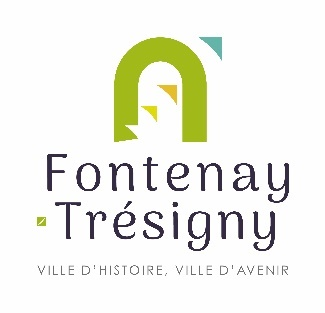 Fontenay
Trésigny
VILLE D'HISTOIRE, VILLE D'AVENIR